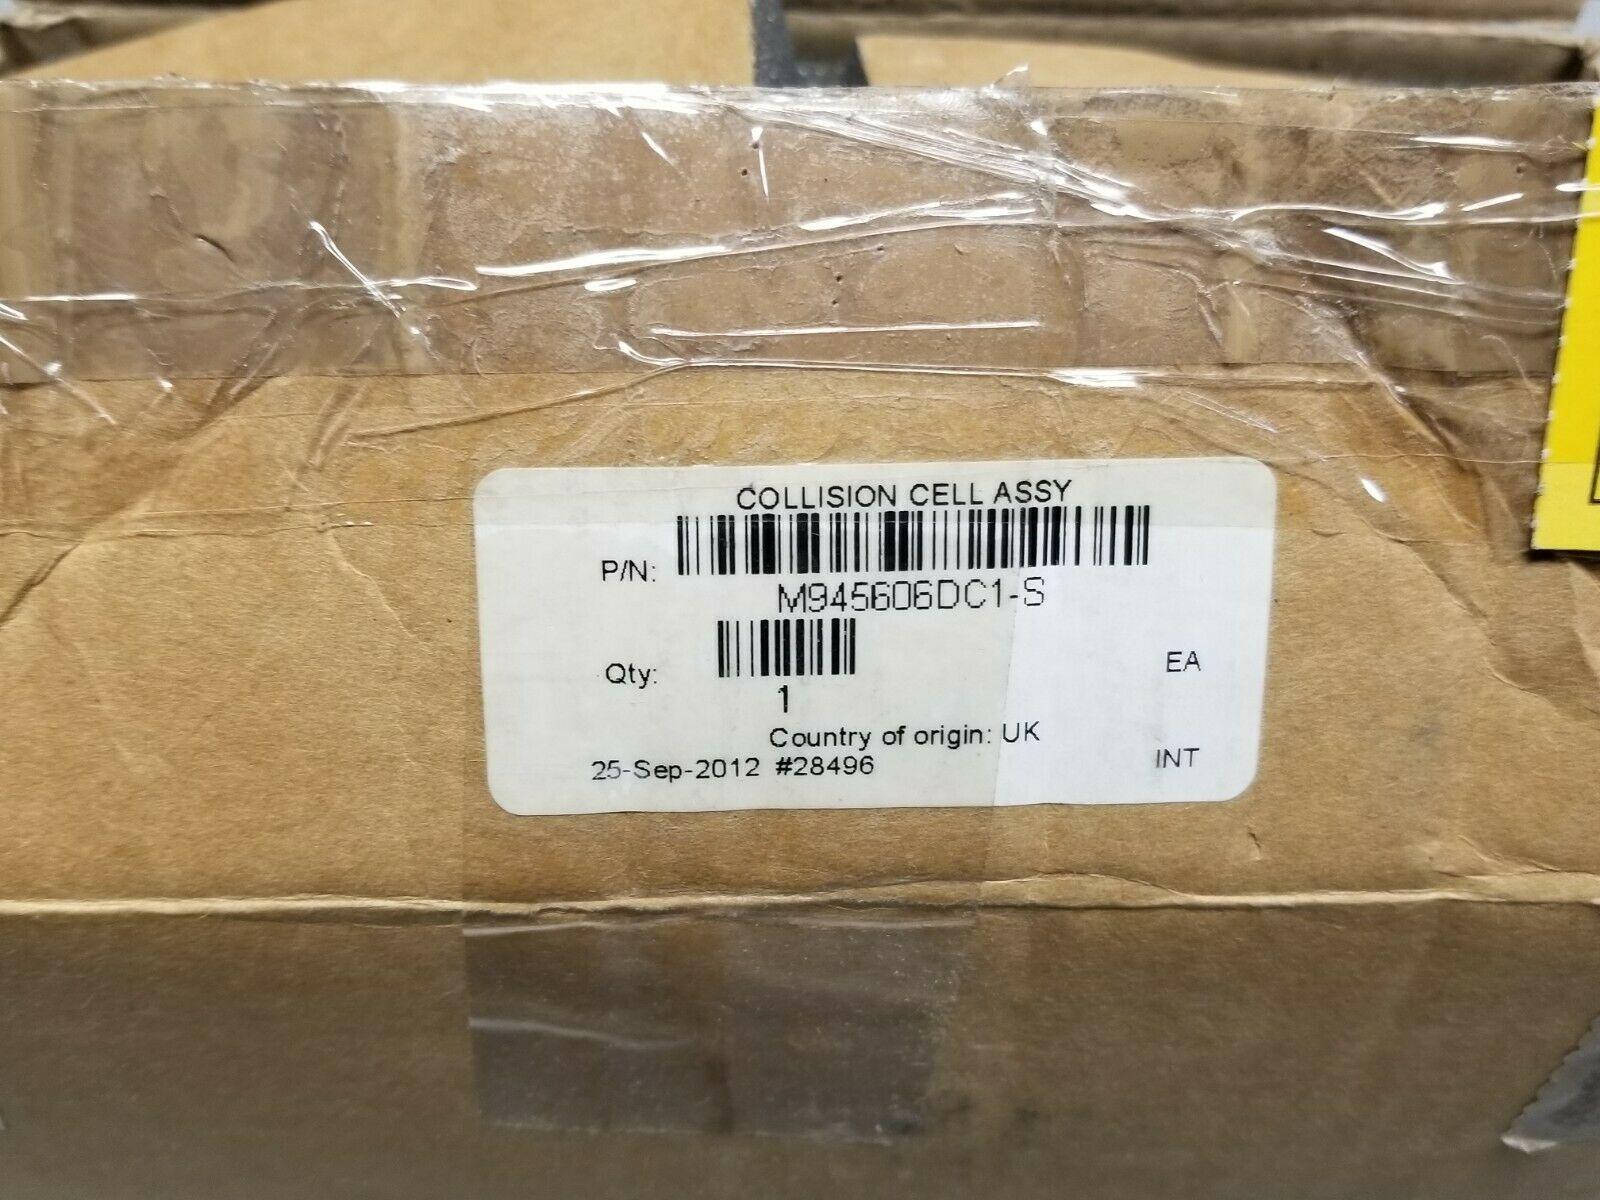 COLLISION CELL ASSY
P/N:
M945606DC1-S
Qty:
1
EA
Country of origin: UK
25-Sep-2012 #28496
INT